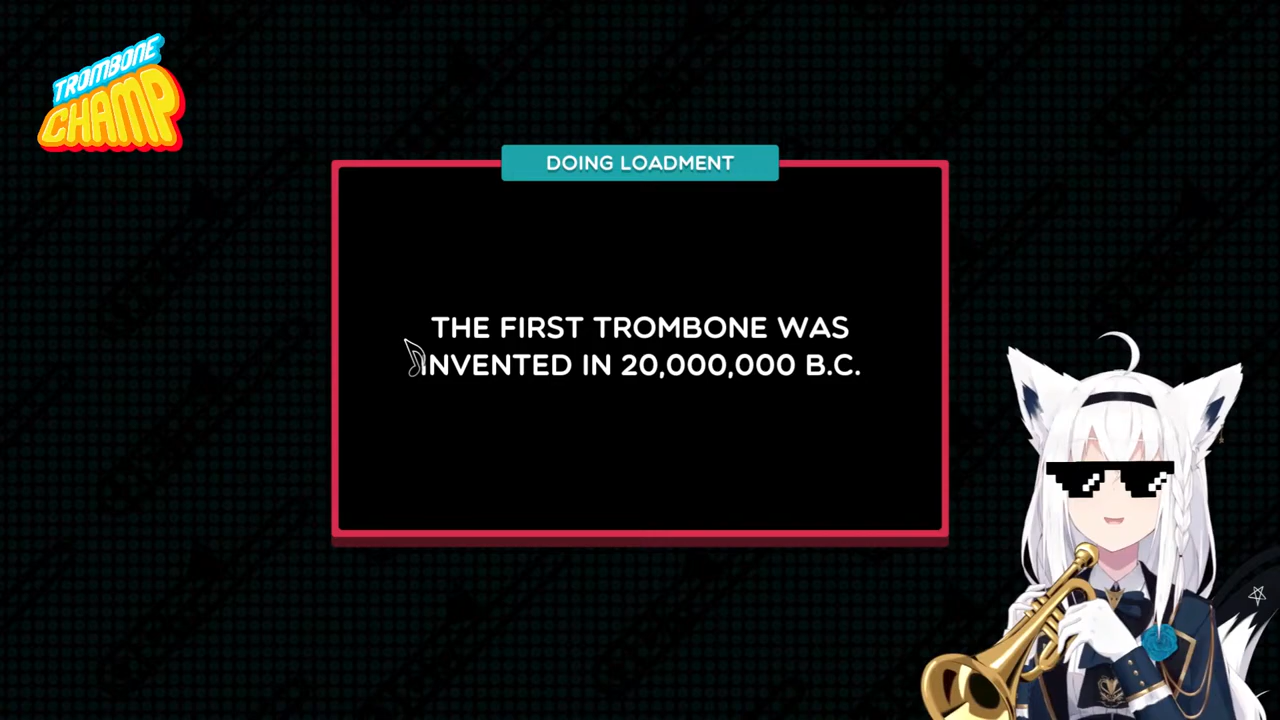 TROMBONE
CHAMP
DOING LOADMENT
THE FIRST TROMBONE WAS
INVENTED IN 20,000,000 B.C.